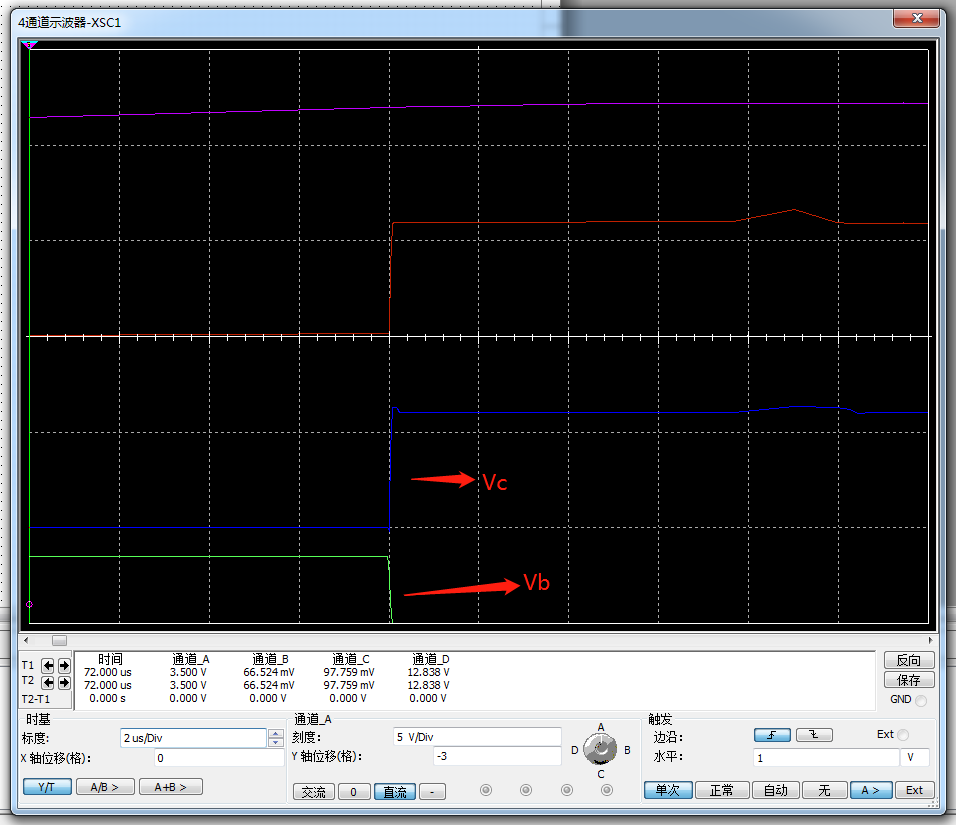 4通道示波器-XSC1
Vc
Vb
时间 通道_A 通道_B 通道_C 通道_D
T1 72.000 us 3.500 V 66.524 mV 97.759 mV 12.838 V
T2 72.000 us 3.500 V 66.524 mV 97.759 mV 12.838 V
T2-T1 0.000 s 0.000 V 0.000 V 0.000 V 0.000 V
反向
保存
GND
时基
标度: 2 us/Div
X 轴位移(格): 0
Y/T A/B > A+B >
通道_A
刻度: 5 V/Div
Y 轴位移(格): -3
交流 0 直流 -
A
D B
C
触发
边沿: Ext
水平: 1 V
单次 正常 自动 无 A > Ext